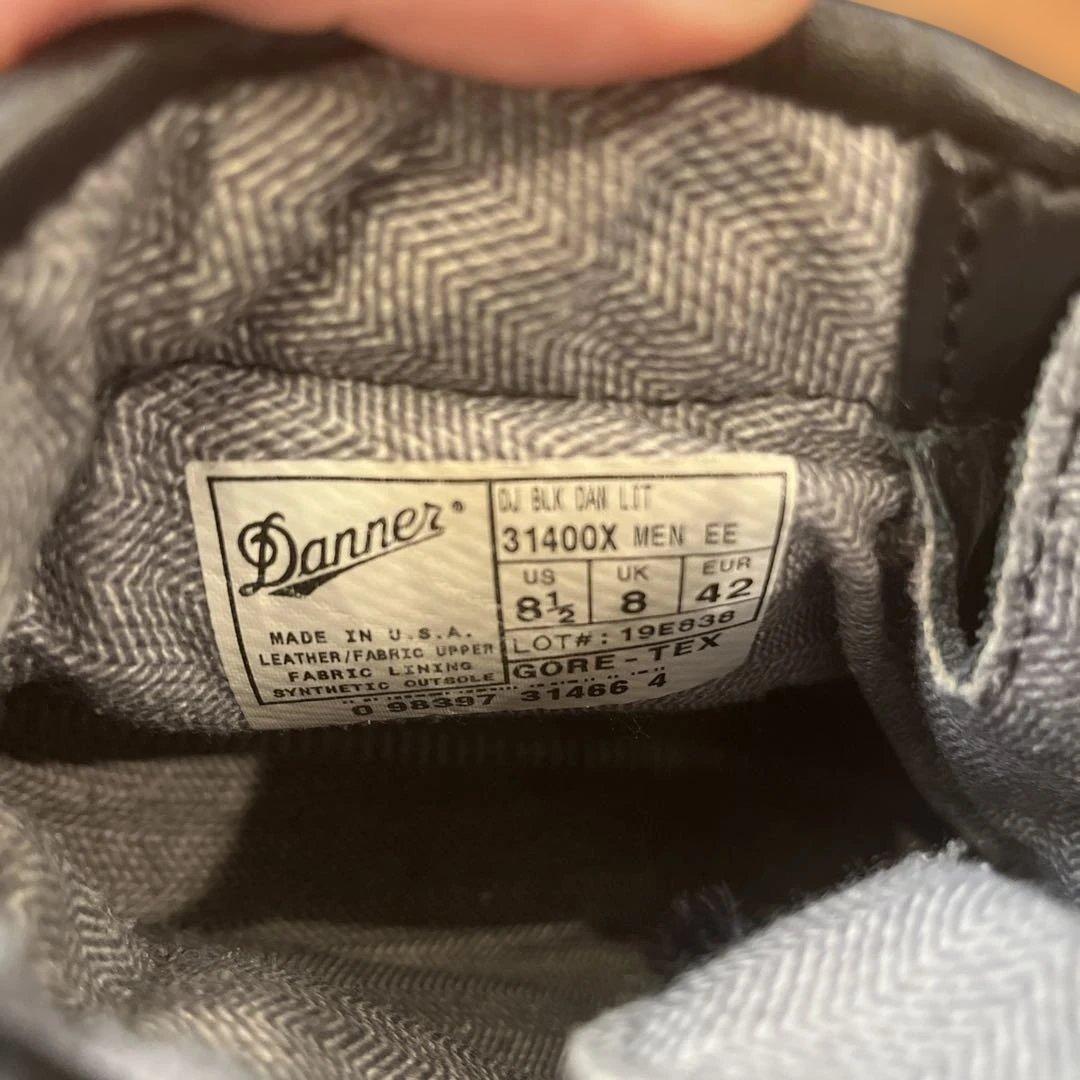 Danner®
MADE IN U.S.A.
LEATHER/FABRIC UPPER
FABRIC LINING
SYNTHETIC OUTSOLE
DJ BLK DAN LIT
31400X MEN EE
US UK EUR
8½ 8 42
LOT#: 19E838
GORE-TEX
0 98397 31466 4